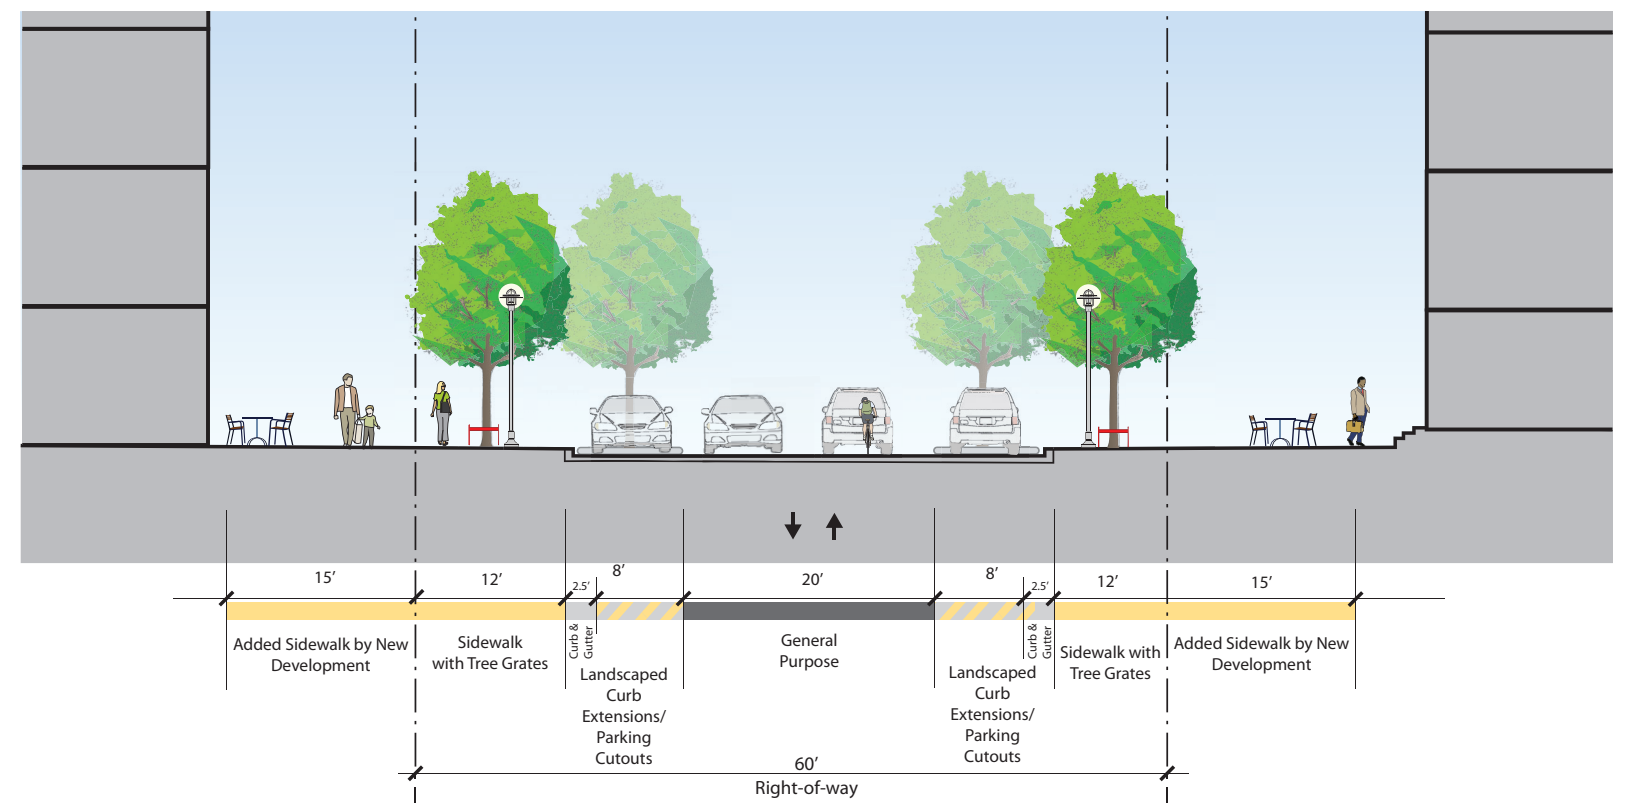 15’
12’
2.5’
8’
20’
8’
2.5’
12’
15’
Added Sidewalk by New
Development
Sidewalk
with Tree Grates
Curb &
Gutter
Landscaped
Curb
Extensions/
Parking
Cutouts
General
Purpose
Landscaped
Curb
Extensions/
Parking
Cutouts
Curb &
Gutter
Sidewalk with
Tree Grates
Added Sidewalk by New
Development
60’
Right-of-way